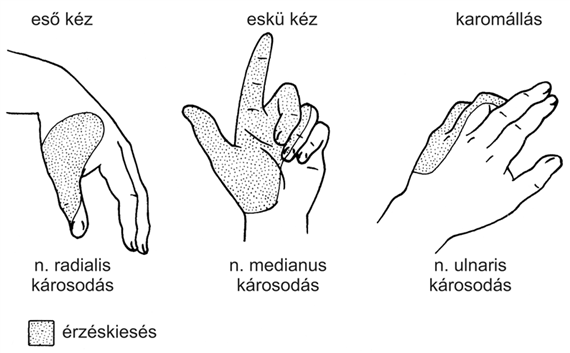 eső kéz
eskü kéz
karomállás
n. radialis
károsodás
n. medianus
károsodás
n. ulnaris
károsodás
érzéskiesés